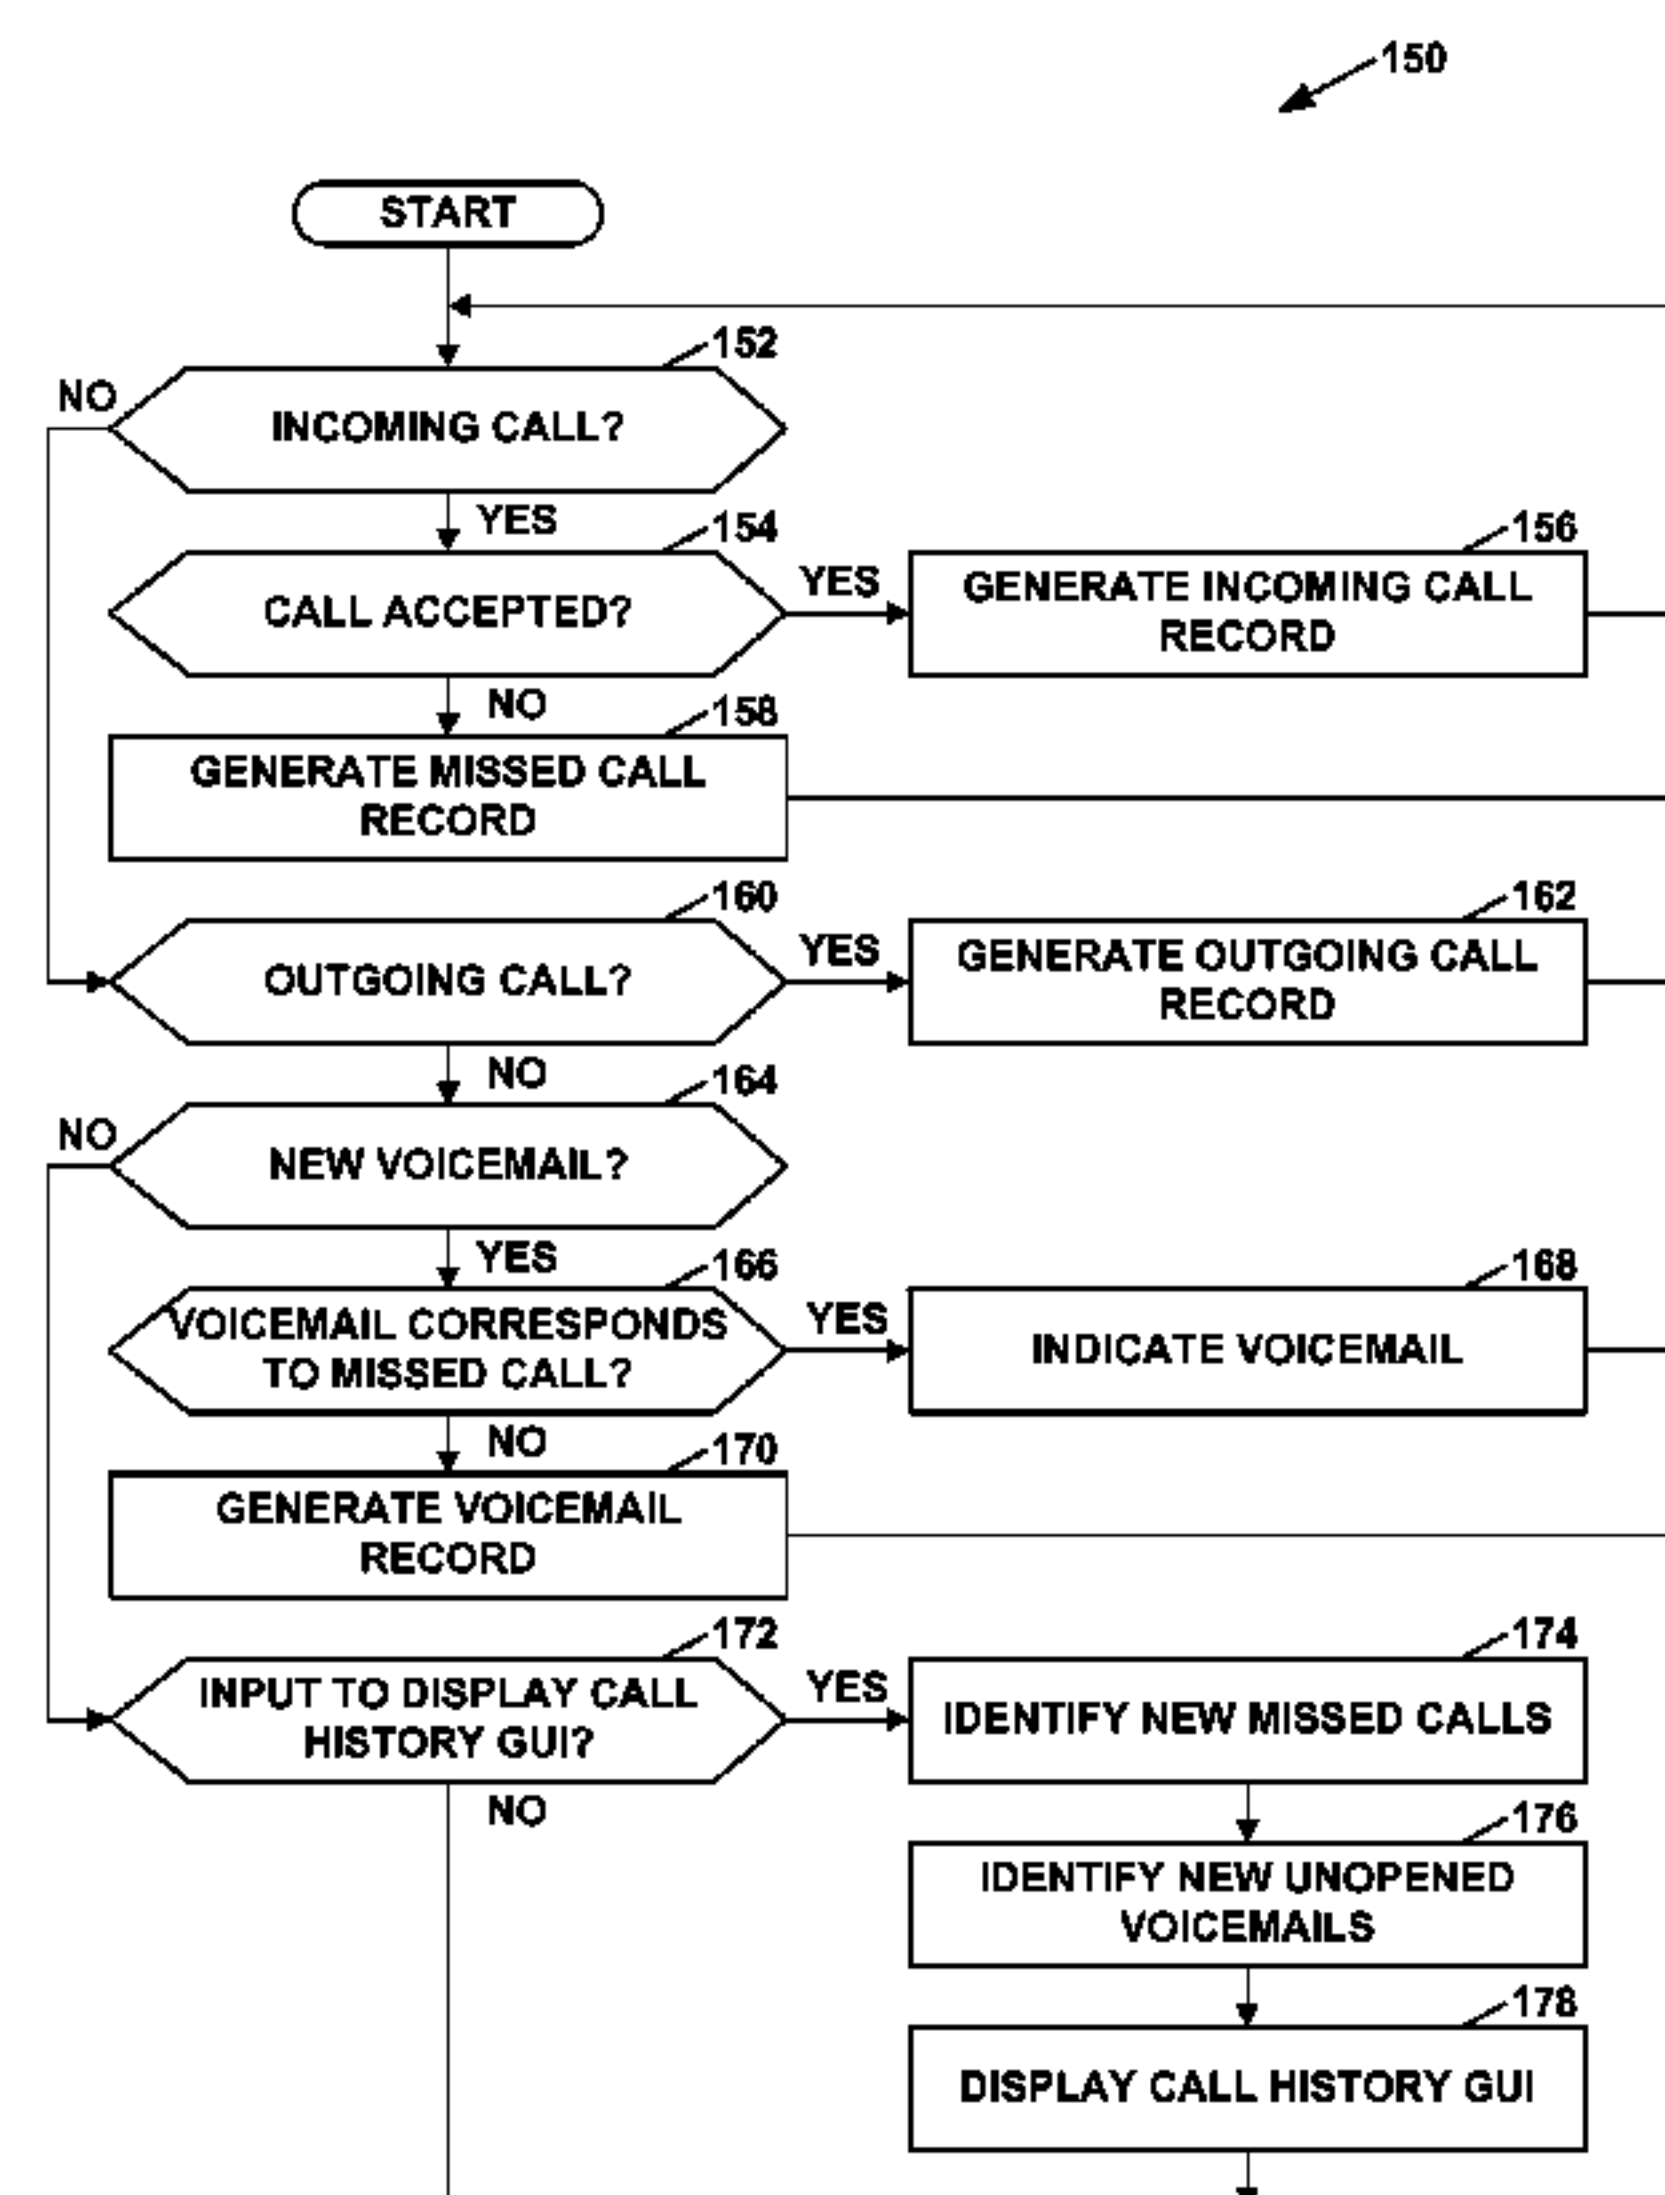 150
START
152
NO
INCOMING CALL?
YES
154
156
CALL ACCEPTED?
YES
GENERATE INCOMING CALL
RECORD
NO
158
GENERATE MISSED CALL
RECORD
160
162
OUTGOING CALL?
YES
GENERATE OUTGOING CALL
RECORD
NO
164
NO
NEW VOICEMAIL?
YES
166
168
VOICEMAIL CORRESPONDS
TO MISSED CALL?
YES
INDICATE VOICEMAIL
NO
170
GENERATE VOICEMAIL
RECORD
172
174
INPUT TO DISPLAY CALL
HISTORY GUI?
YES
IDENTIFY NEW MISSED CALLS
NO
176
IDENTIFY NEW UNOPENED
VOICEMAILS
178
DISPLAY CALL HISTORY GUI